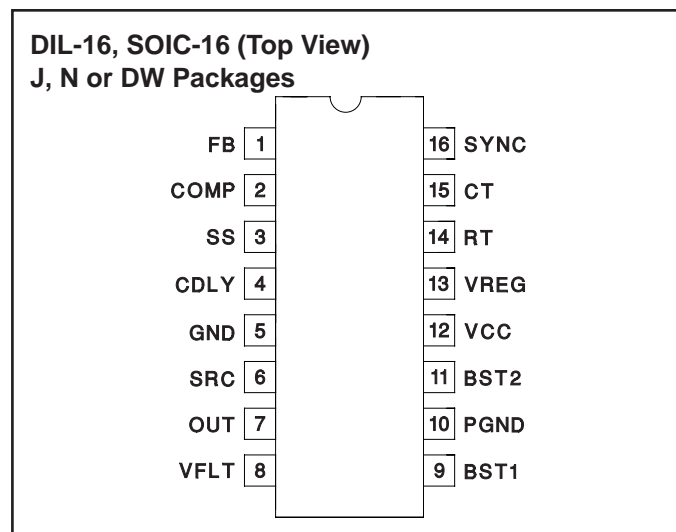 DIL-16, SOIC-16 (Top View)
J, N or DW Packages
FB 1 16 SYNC
COMP 2 15 CT
SS 3 14 RT
CDLY 4 13 VREG
GND 5 12 VCC
SRC 6 11 BST2
OUT 7 10 PGND
VFLT 8 9 BST1